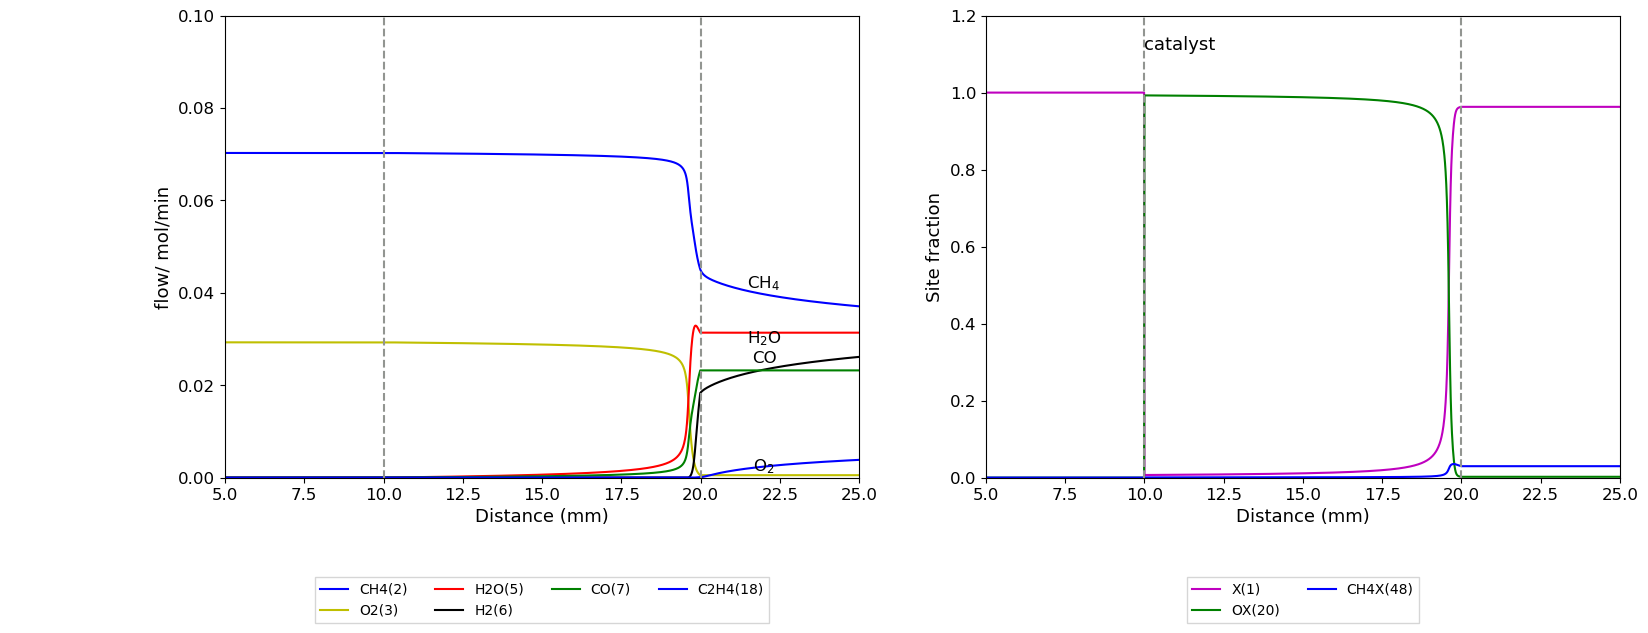 0.10
0.08
0.06
0.04
0.02
0.00
flow/ mol/min
CH4
H2O
CO
O2
5.0 7.5 10.0 12.5 15.0 17.5 20.0 22.5 25.0
Distance (mm)
CH4(2) H2O(5) CO(7) C2H4(18)
O2(3) H2(6)
1.2
1.0
0.8
0.6
0.4
0.2
0.0
Site fraction
catalyst
5.0 7.5 10.0 12.5 15.0 17.5 20.0 22.5 25.0
Distance (mm)
X(1) CH4X(48)
OX(20)